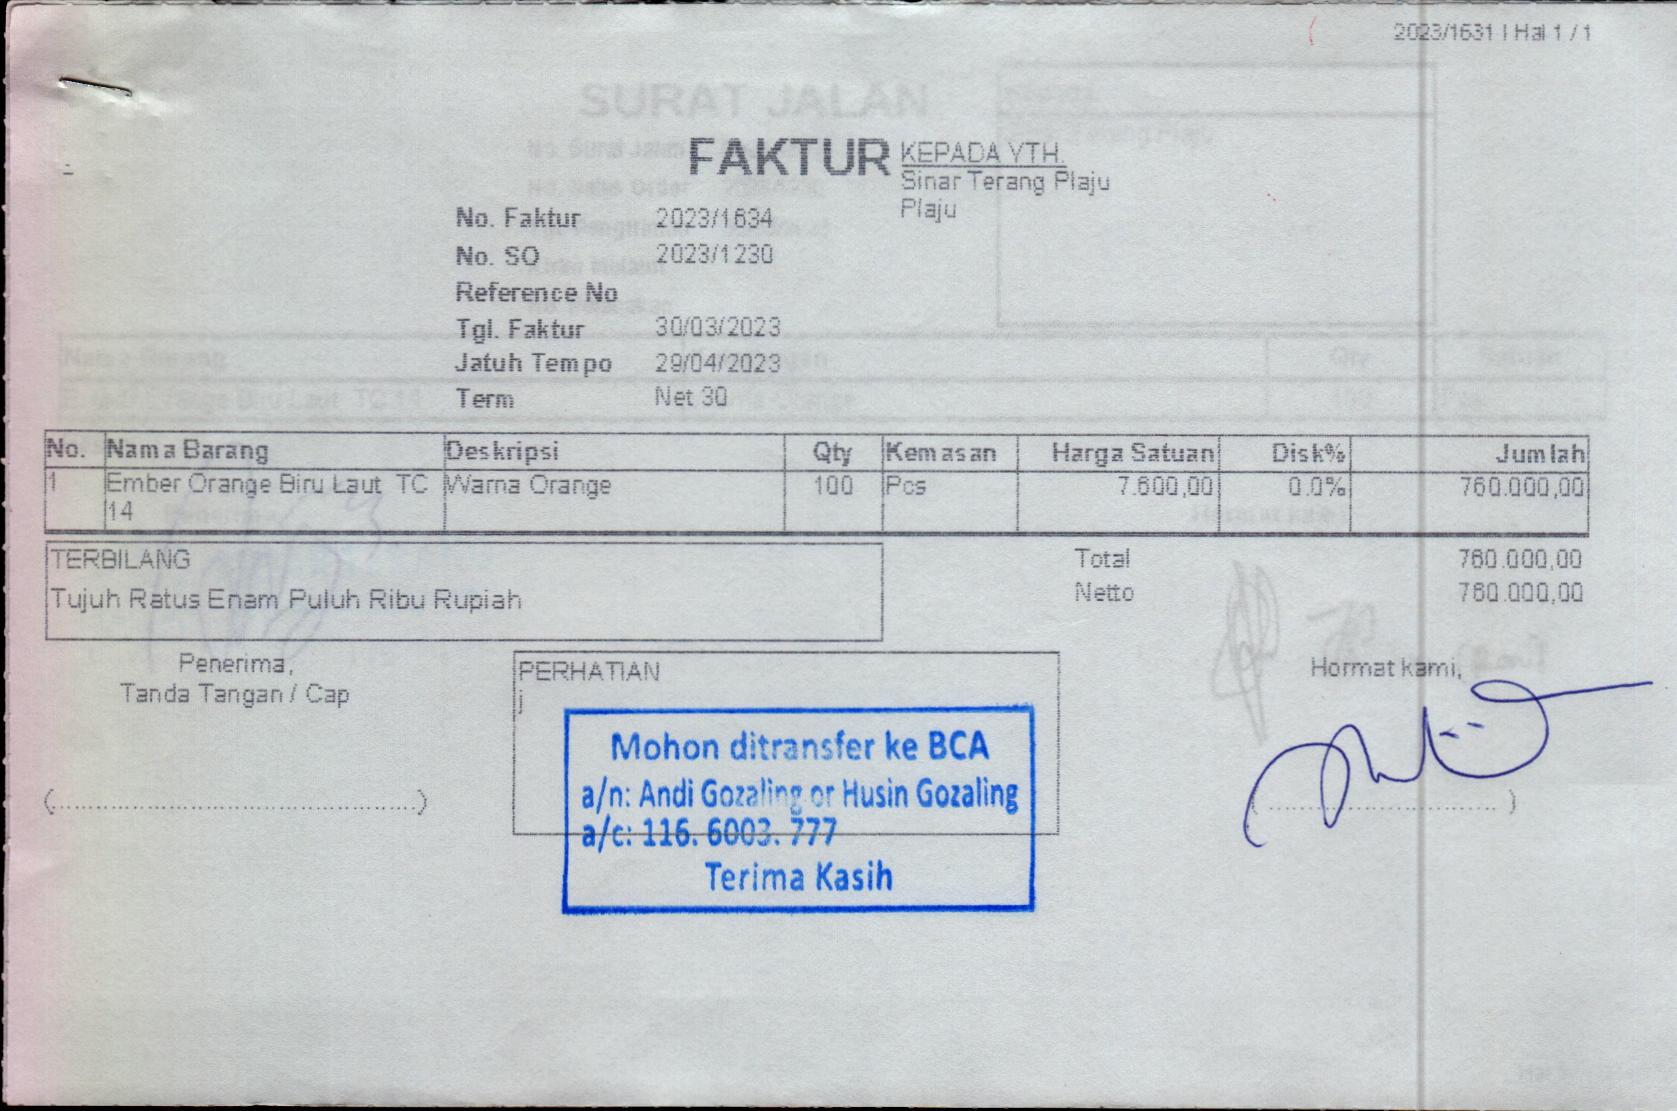 2023/1631 | Hal 1 / 1
FAKTUR
KEPADA YTH.
Sinar Terang Plaju
Plaju
No. Faktur 2023/1634
No. SO 2023/1230
Reference No
Tgl. Faktur 30/03/2023
Jatuh Tempo 29/04/2023
Term Net 30
No. Nama Barang Deskripsi Qty Kemasan Harga Satuan Disk% Jumlah
1 Ember Orange Biru Laut TC Warna Orange 100 Pcs 7.600,00 0.0% 760.000,00
14
TERBILANG
Tujuh Ratus Enam Puluh Ribu Rupiah
Total 760.000,00
Netto 760.000,00
Penerima,
Tanda Tangan / Cap
PERHATIAN
j
Hormat kami,
Mohon ditransfer ke BCA
a/n: Andi Gozaling or Husin Gozaling
a/c: 116. 6003. 777
Terima Kasih
SURAT JALAN